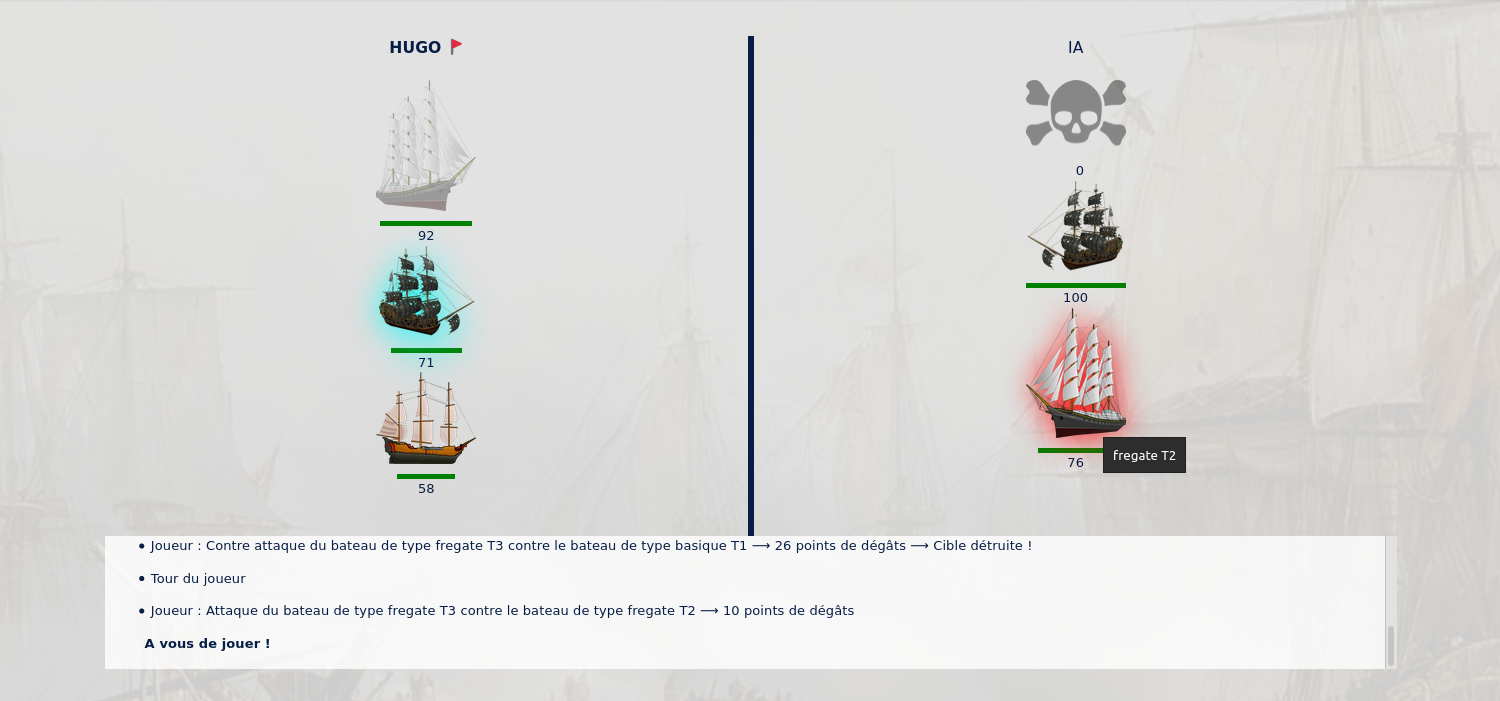 HUGO
IA
0
92
100
71
76
fregate T2
58
• Joueur : Contre attaque du bateau de type fregate T3 contre le bateau de type basique T1 ⟶ 26 points de dégâts ⟶ Cible détruite !
• Tour du joueur
• Joueur : Attaque du bateau de type fregate T3 contre le bateau de type fregate T2 ⟶ 10 points de dégâts
A vous de jouer !